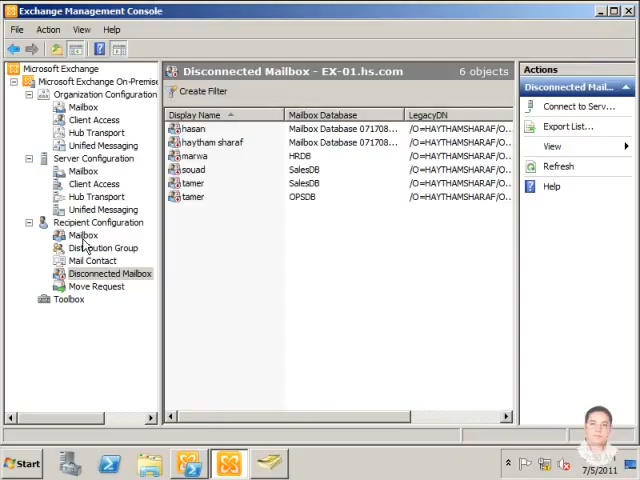 Exchange Management Console
File Action View Help
Microsoft Exchange
Microsoft Exchange On-Premise
Organization Configuration
Mailbox
Client Access
Hub Transport
Unified Messaging
Server Configuration
Mailbox
Client Access
Hub Transport
Unified Messaging
Recipient Configuration
Mailbox
Distribution Group
Mail Contact
Disconnected Mailbox
Move Request
Toolbox
Disconnected Mailbox - EX-01.hs.com 6 objects
Create Filter
Display Name Mailbox Database LegacyDN
hasan Mailbox Database 071708... /O=HAYTHAMSHARAF/O...
haytham sharaf Mailbox Database 071708... /O=HAYTHAMSHARAF/O...
marwa HRDB /O=HAYTHAMSHARAF/O...
souad SalesDB /O=HAYTHAMSHARAF/O...
tamer SalesDB /O=HAYTHAMSHARAF/O...
tamer OPSDB /O=HAYTHAMSHARAF/O...
Actions
Disconnected Mail...
Connect to Serv...
Export List...
View
Refresh
Help
Start
7/5/2011